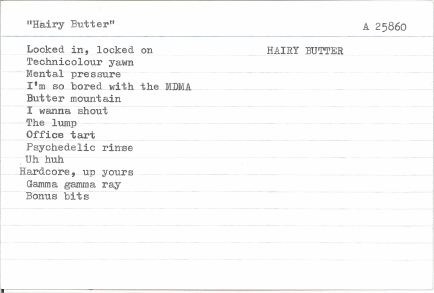 "Hairy Butter" A 25860
Locked in, locked on HAIRY BUTTER
Technicolour yawn
Mental pressure
I'm so bored with the MDMA
Butter mountain
I wanna shout
The lump
Office tart
Psychedelic rinse
Uh huh
Hardcore, up yours
Gamma gamma ray
Bonus bits